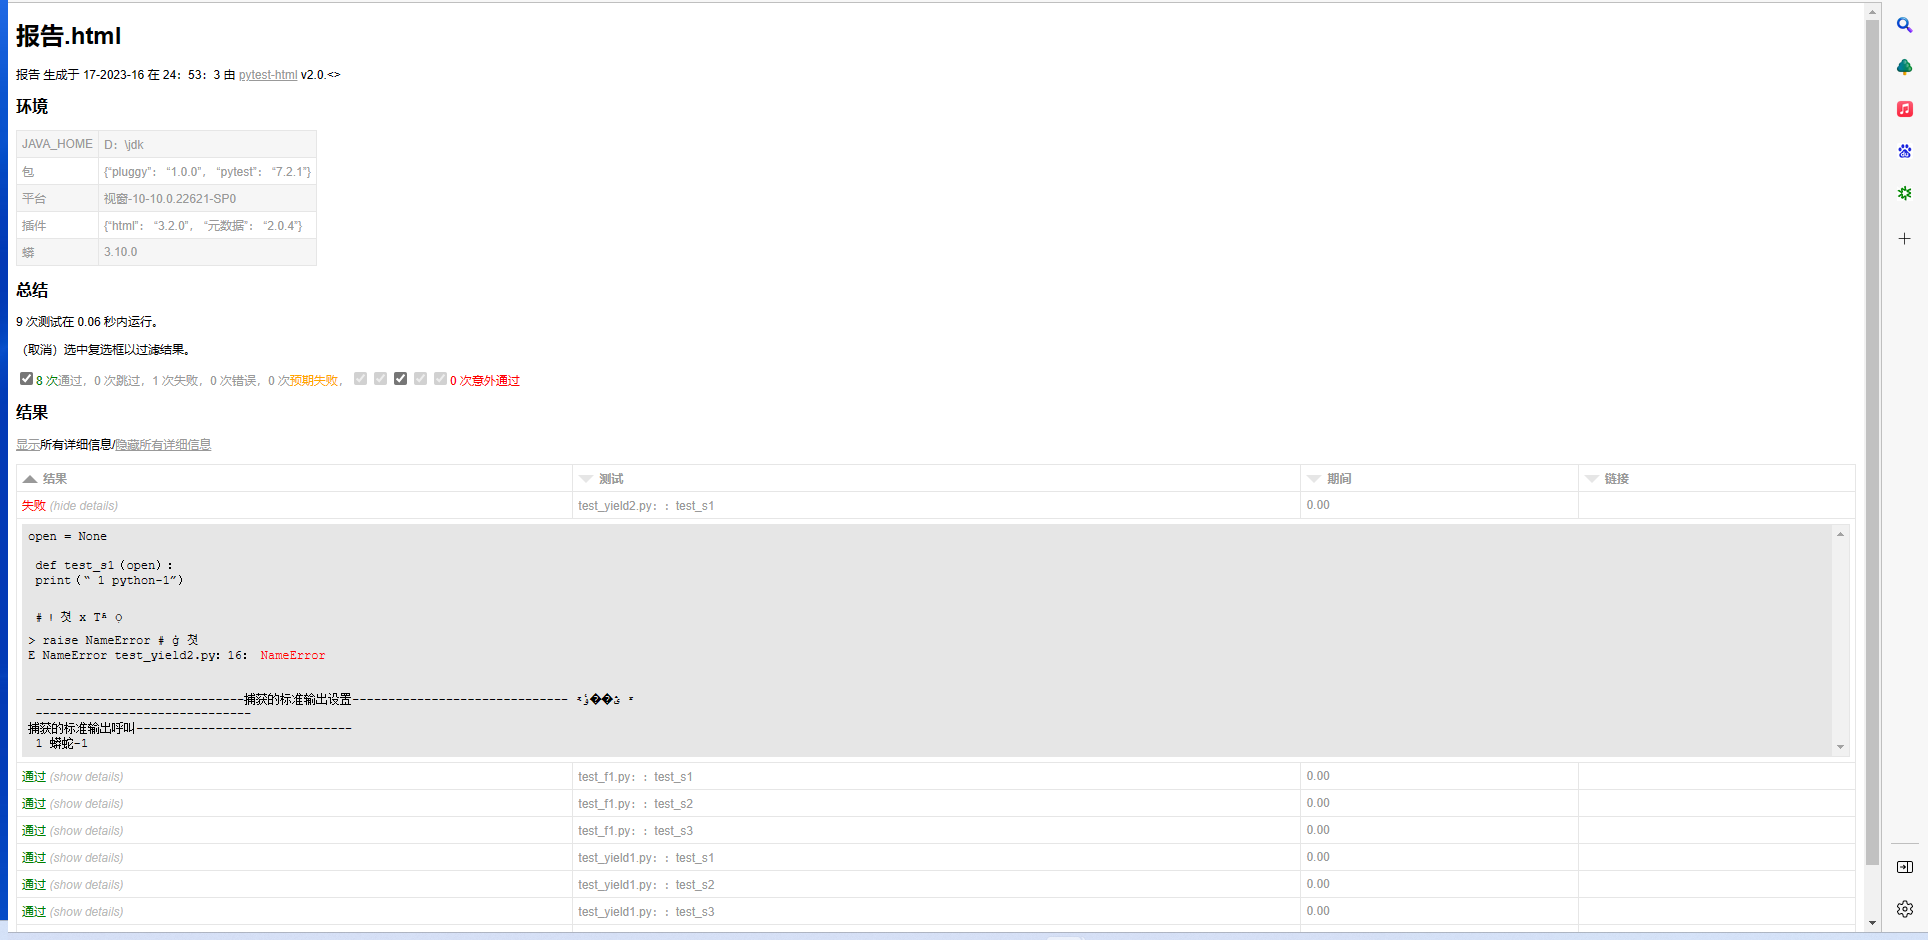 报告.html
报告 生成于 17-2023-16 在 24：53：3 由 pytest-html v2.0.<>
环境
JAVA_HOME D：\jdk
包 {“pluggy”： “1.0.0”， “pytest”： “7.2.1”}
平台 视窗-10-10.0.22621-SP0
插件 {“html”： “3.2.0”， “元数据”： “2.0.4”}
蟒 3.10.0
总结
9 次测试在 0.06 秒内运行。
（取消）选中复选框以过滤结果。
8 次通过，0 次跳过，1 次失败，0 次错误，0 次预期失败， 0 次意外通过
结果
显示所有详细信息/隐藏所有详细信息
结果 测试 期间 链接
失败 (hide details) test_yield2.py：：test_s1 0.00
open = None
def test_s1（open）：
print（“ 1 python-1”）
> raise NameError #
E NameError test_yield2.py：16： NameError
-----------------------------捕获的标准输出设置------------------------------
------------------------------
捕获的标准输出呼叫------------------------------
1 蟒蛇-1
通过 (show details) test_f1.py：：test_s1 0.00
通过 (show details) test_f1.py：：test_s2 0.00
通过 (show details) test_f1.py：：test_s3 0.00
通过 (show details) test_yield1.py：：test_s1 0.00
通过 (show details) test_yield1.py：：test_s2 0.00
通过 (show details) test_yield1.py：：test_s3 0.00